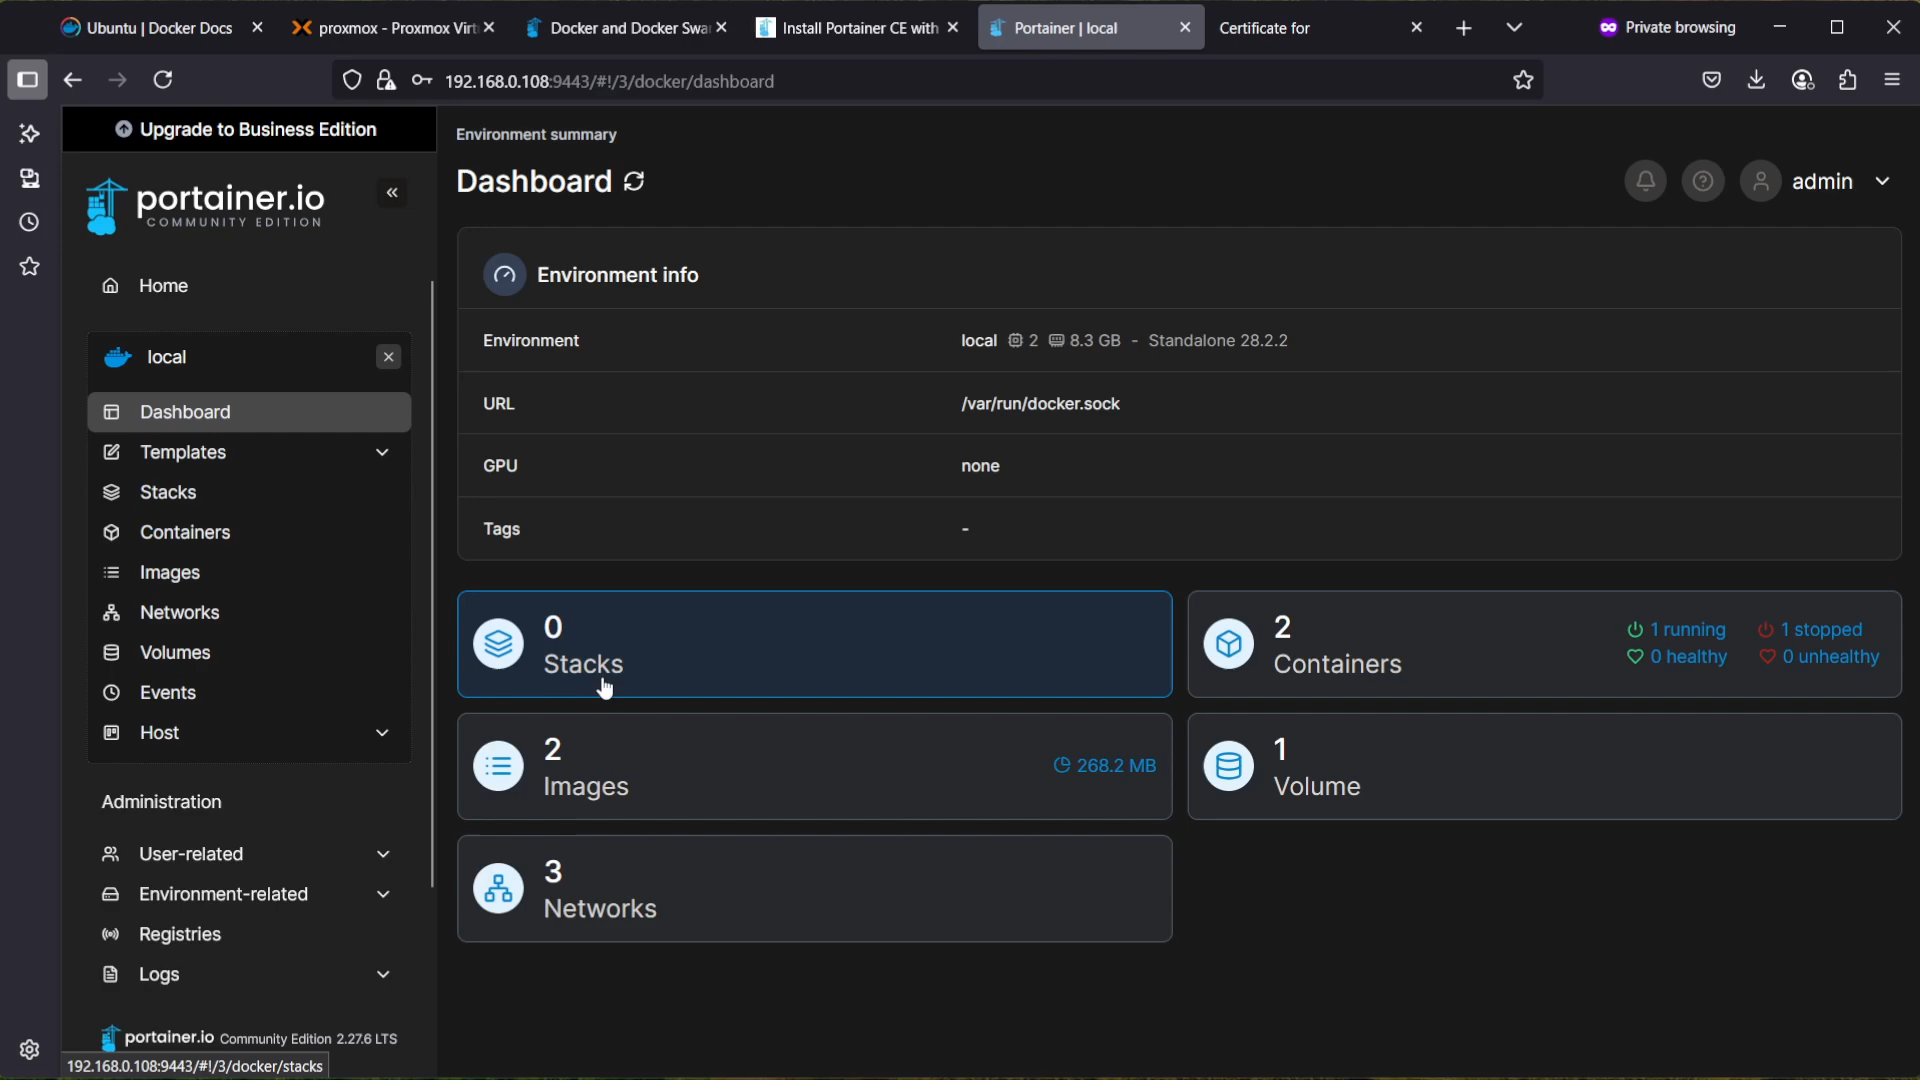 Ubuntu | Docker Docs
proxmox - Proxmox Virt
Docker and Docker Swa
Install Portainer CE with
Portainer | local
Certificate for
Private browsing
192.168.0.108:9443/#!/3/docker/dashboard
Upgrade to Business Edition
portainer.io
COMMUNITY EDITION
Home
local
Dashboard
Templates
Stacks
Containers
Images
Networks
Volumes
Events
Host
Administration
User-related
Environment-related
Registries
Logs
portainer.io Community Edition 2.27.6 LTS
192.168.0.108:9443/#!/3/docker/stacks
Environment summary
Dashboard
admin
Environment info
Environment local 2 8.3 GB - Standalone 28.2.2
URL /var/run/docker.sock
GPU none
Tags -
0
Stacks
2
Containers
1 running 1 stopped
0 healthy 0 unhealthy
2
Images
268.2 MB
1
Volume
3
Networks